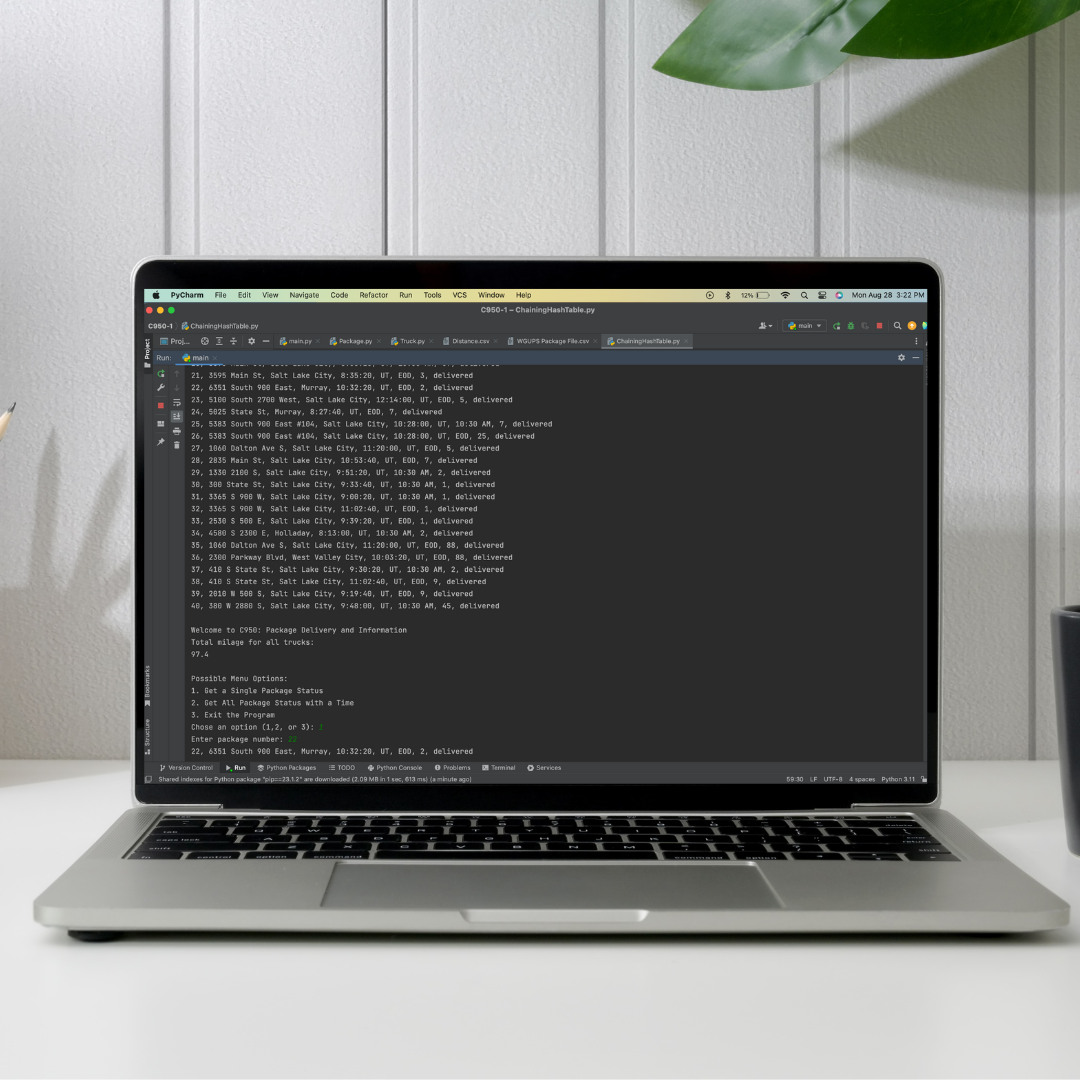 PyCharm File Edit View Navigate Code Refactor Run Tools VCS Window Help 12% Mon Aug 28 3:22 PM
C950-1 – ChainingHashTable.py
C950-1 ChainingHashTable.py main
Project Proj... main.py Package.py Truck.py Distance.csv WGUPS Package File.csv ChainingHashTable.py
Run: main
21, 3595 Main St, Salt Lake City, 8:35:20, UT, EOD, 3, delivered
22, 6351 South 900 East, Murray, 10:32:20, UT, EOD, 2, delivered
23, 5100 South 2700 West, Salt Lake City, 12:14:00, UT, EOD, 5, delivered
24, 5025 State St, Murray, 8:27:40, UT, EOD, 7, delivered
25, 5383 South 900 East #104, Salt Lake City, 10:28:00, UT, 10:30 AM, 7, delivered
26, 5383 South 900 East #104, Salt Lake City, 10:28:00, UT, EOD, 25, delivered
27, 1060 Dalton Ave S, Salt Lake City, 11:20:00, UT, EOD, 5, delivered
28, 2835 Main St, Salt Lake City, 10:53:40, UT, EOD, 7, delivered
29, 1330 2100 S, Salt Lake City, 9:51:20, UT, 10:30 AM, 2, delivered
30, 300 State St, Salt Lake City, 9:33:40, UT, 10:30 AM, 1, delivered
31, 3365 S 900 W, Salt Lake City, 9:00:20, UT, 10:30 AM, 1, delivered
32, 3365 S 900 W, Salt Lake City, 11:02:40, UT, EOD, 1, delivered
33, 2530 S 500 E, Salt Lake City, 9:39:20, UT, EOD, 1, delivered
34, 4580 S 2300 E, Holladay, 8:13:00, UT, 10:30 AM, 2, delivered
35, 1060 Dalton Ave S, Salt Lake City, 11:20:00, UT, EOD, 88, delivered
36, 2300 Parkway Blvd, West Valley City, 10:03:20, UT, EOD, 88, delivered
37, 410 S State St, Salt Lake City, 9:30:20, UT, 10:30 AM, 2, delivered
38, 410 S State St, Salt Lake City, 11:02:40, UT, EOD, 9, delivered
39, 2010 W 500 S, Salt Lake City, 9:19:40, UT, EOD, 9, delivered
40, 380 W 2880 S, Salt Lake City, 9:48:00, UT, 10:30 AM, 45, delivered
Welcome to C950: Package Delivery and Information
Total milage for all trucks:
97.4
Possible Menu Options:
1. Get a Single Package Status
2. Get All Package Status with a Time
3. Exit the Program
Chose an option (1,2, or 3): 1
Enter package number: 22
22, 6351 South 900 East, Murray, 10:32:20, UT, EOD, 2, delivered
Bookmarks
Structure
Version Control Run Python Packages TODO Python Console Problems Terminal Services
Shared indexes for Python package "pip==23.1.2" are downloaded (2.09 MB in 1 sec, 613 ms) (a minute ago) 59:30 LF UTF-8 4 spaces Python 3.11
esc
tab Q W E R T Y U I O P delete
caps lock A S D F G H J K L enter return
shift Z X C V B N M shift
fn control option command command option